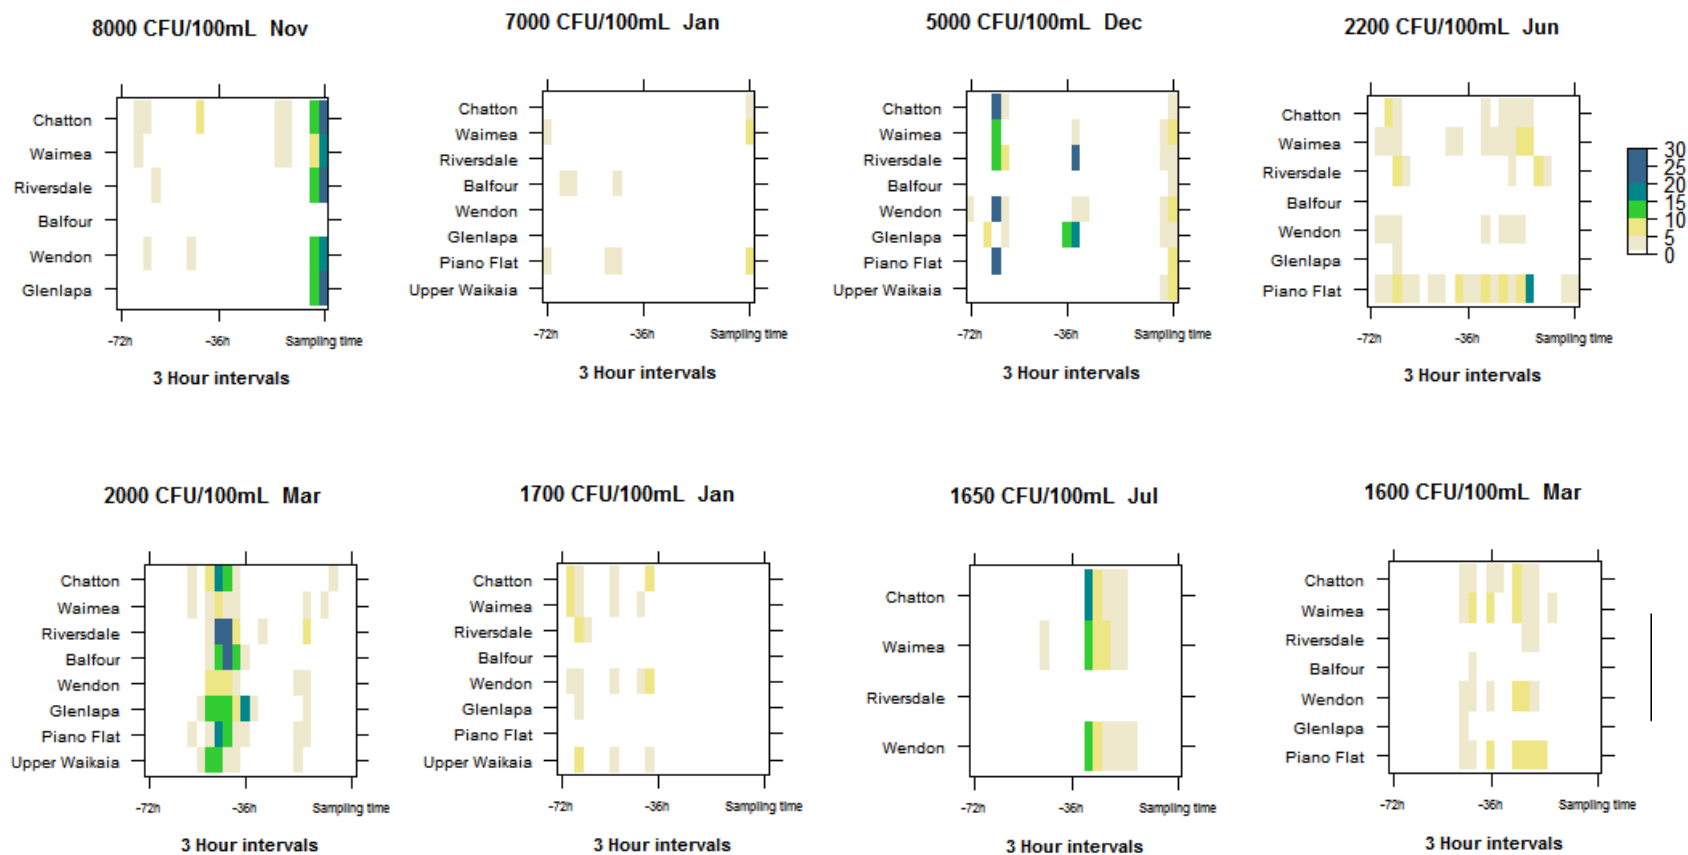 8000 CFU/100mL Nov
Chatton
Waimea
Riversdale
Balfour
Wendon
Glenlapa
-72h -36h Sampling time
3 Hour intervals
7000 CFU/100mL Jan
Chatton
Waimea
Riversdale
Balfour
Wendon
Glenlapa
Piano Flat
Upper Waikaia
-72h -36h Sampling time
3 Hour intervals
5000 CFU/100mL Dec
Chatton
Waimea
Riversdale
Balfour
Wendon
Glenlapa
Piano Flat
Upper Waikaia
-72h -36h Sampling time
3 Hour intervals
2200 CFU/100mL Jun
Chatton
Waimea
Riversdale
Balfour
Wendon
Glenlapa
Piano Flat
-72h -36h Sampling time
3 Hour intervals
30
25
20
15
10
5
0
2000 CFU/100mL Mar
Chatton
Waimea
Riversdale
Balfour
Wendon
Glenlapa
Piano Flat
Upper Waikaia
-72h -36h Sampling time
3 Hour intervals
1700 CFU/100mL Jan
Chatton
Waimea
Riversdale
Balfour
Wendon
Glenlapa
Piano Flat
Upper Waikaia
-72h -36h Sampling time
3 Hour intervals
1650 CFU/100mL Jul
Chatton
Waimea
Riversdale
Wendon
-72h -36h Sampling time
3 Hour intervals
1600 CFU/100mL Mar
Chatton
Waimea
Riversdale
Balfour
Wendon
Glenlapa
Piano Flat
-72h -36h Sampling time
3 Hour intervals